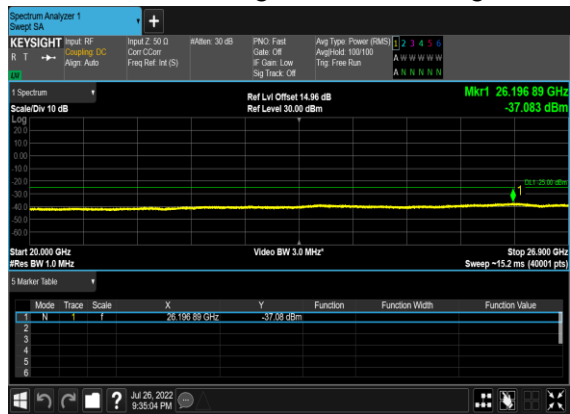 Spectrum Analyzer 1
Swept SA
+
KEYSIGHT Input: RF Input Z: 50 Ω #Atten: 30 dB PNO: Fast Avg Type: Power (RMS) 1 2 3 4 5 6
R T Coupling: DC Corr CCorr Gate: Off Avg|Hold: 100/100 A W W W W W
Align: Auto Freq Ref: Int (S) IF Gain: Low Trig: Free Run
LW Sig Track: Off A N N N N N
1 Spectrum
Scale/Div 10 dB
Ref Lvl Offset 14.96 dB
Ref Level 30.00 dBm
Mkr1 26.196 89 GHz
-37.083 dBm
Log
20.0
10.0
0.00
-10.0
-20.0
-30.0
-40.0
-50.0
-60.0
DL1 -25.00 dBm
1
Start 20.000 GHz Video BW 3.0 MHz* Stop 26.900 GHz
#Res BW 1.0 MHz Sweep ~15.2 ms (40001 pts)
5 Marker Table
Mode Trace Scale X Y Function Function Width Function Value
1 N 1 f 26.196 89 GHz -37.08 dBm
2
3
4
5
6
? Jul 26, 2022
9:35:04 PM